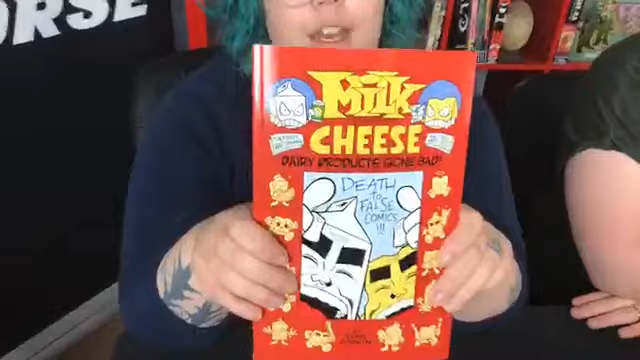 ORSE
MILK
CHEESE
DAIRY PRODUCTS GONE BAD!
DEATH
to
FALSE
COMICS
!!!